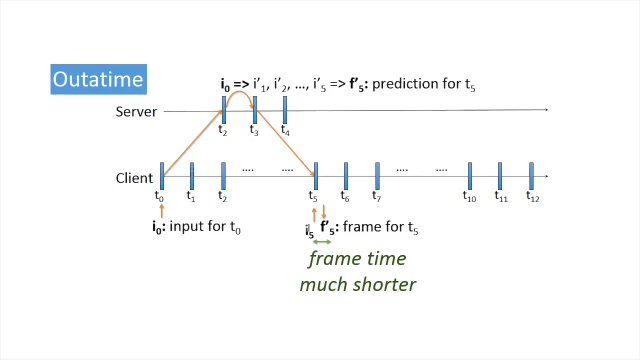 Outatime
i₀ => i'₁, i'₂, ..., i'₅ => f'₅: prediction for t₅
Server
t₂ t₃ t₄
Client
.... .... .... ....
t₀ t₁ t₂ t₅ t₆ t₇ t₁₀ t₁₁ t₁₂
i₀: input for t₀ i₅ f'₅: frame for t₅
frame time
much shorter